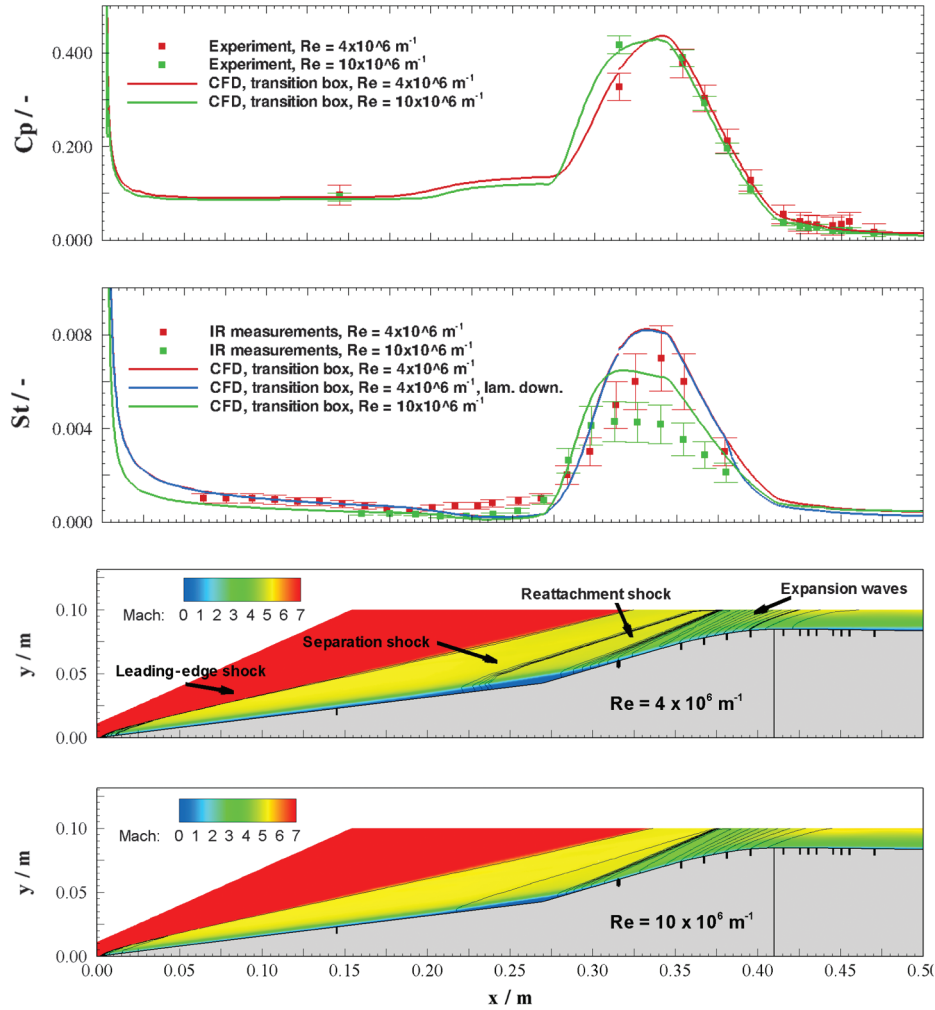 Cp / -
0.400
0.200
0.000
Experiment, Re = 4x10^6 m-1
Experiment, Re = 10x10^6 m-1
CFD, transition box, Re = 4x10^6 m-1
CFD, transition box, Re = 10x10^6 m-1
St / -
0.008
0.004
0.000
IR measurements, Re = 4x10^6 m-1
IR measurements, Re = 10x10^6 m-1
CFD, transition box, Re = 4x10^6 m-1
CFD, transition box, Re = 4x10^6 m-1, lam. down.
CFD, transition box, Re = 10x10^6 m-1
y / m
0.10
0.05
0.00
Mach: 0 1 2 3 4 5 6 7
Leading-edge shock
Separation shock
Reattachment shock
Expansion waves
Re = 4 x 10⁶ m⁻¹
y / m
0.10
0.05
0.00
Mach: 0 1 2 3 4 5 6 7
Re = 10 x 10⁶ m⁻¹
0.00 0.05 0.10 0.15 0.20 0.25 0.30 0.35 0.40 0.45 0.50
x / m